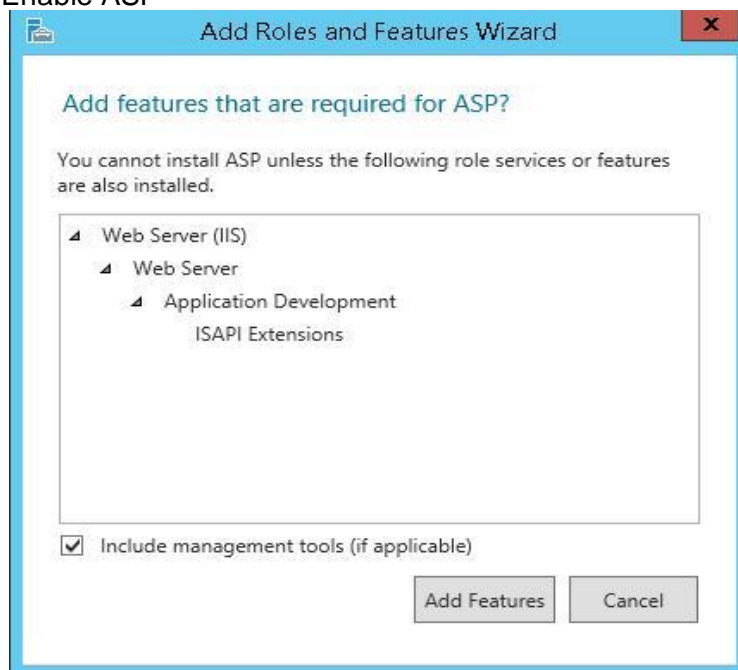 Enable ASP
Add Roles and Features Wizard
x
Add features that are required for ASP?
You cannot install ASP unless the following role services or features
are also installed.
Web Server (IIS)
Web Server
Application Development
ISAPI Extensions
Include management tools (if applicable)
Add Features
Cancel